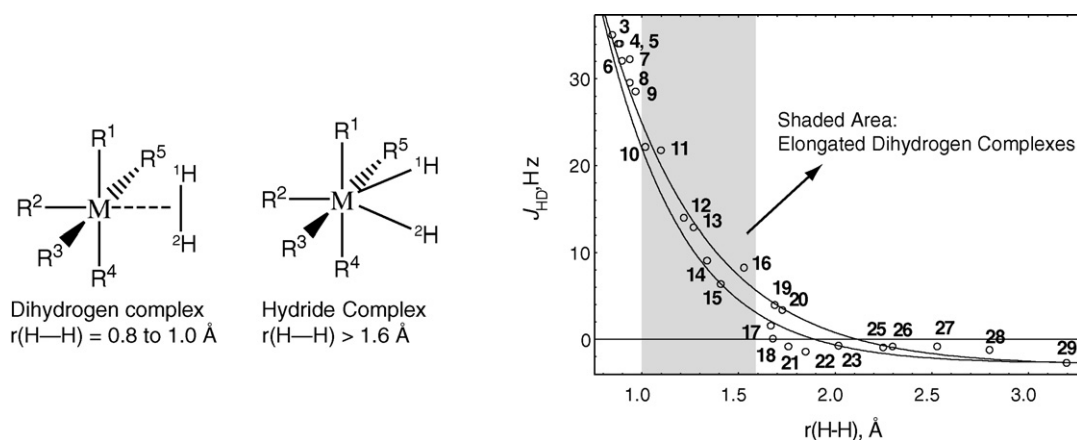 R¹
R⁵
¹H
R²
M
²H
R³
R⁴
Dihydrogen complex
r(H—H) = 0.8 to 1.0 Å
R¹
R⁵
¹H
R²
M
²H
R³
R⁴
Hydride Complex
r(H—H) > 1.6 Å
J_HD, Hz
30
20
10
0
3
4, 5
6
7
8
9
10
11
12
13
14
15
16
17
18
19
20
21
22
23
25
26
27
28
29
Shaded Area:
Elongated Dihydrogen Complexes
1.0
1.5
2.0
2.5
3.0
r(H-H), Å